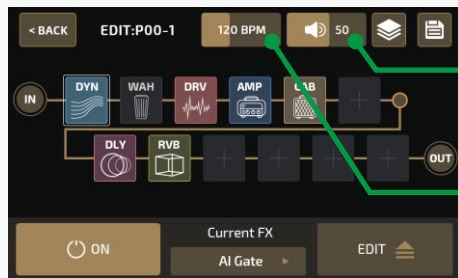 < BACK
EDIT:P00-1
120 BPM
50
IN
DYN
WAH
DRV
AMP
CAB
DLY
RVB
OUT
ON
Current FX
AI Gate
EDIT